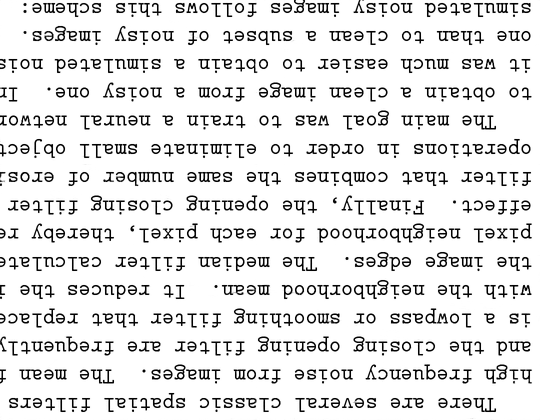 There are several classic spatial filters
high frequency noise from images. The mean f
and the closing opening filter are frequently
is a lowpass or smoothing filter that replace
with the neighborhood mean. It reduces the i
the image edges. The median filter calculate
pixel neighborhood for each pixel, thereby re
effect. Finally, the opening closing filter
filter that combines the same number of erosi
operations in order to eliminate small object
The main goal was to train a neural networ
to obtain a clean image from a noisy one. In
it was much easier to obtain a simulated nois
one than to clean a subset of noisy images.
simulated noisy images follows this scheme: